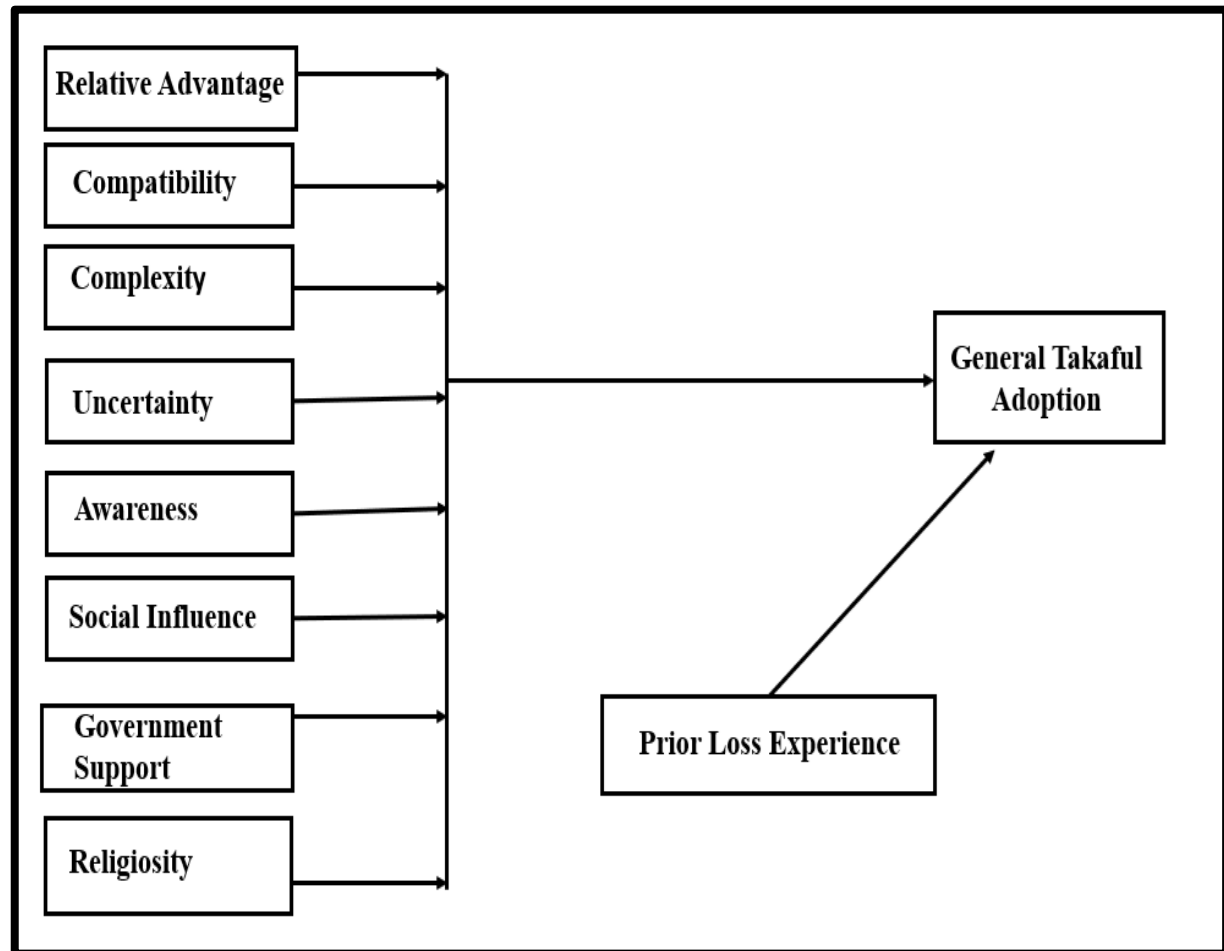 Relative Advantage
Compatibility
Complexity
Uncertainty
Awareness
Social Influence
Government
Support
Religiosity
General Takaful
Adoption
Prior Loss Experience